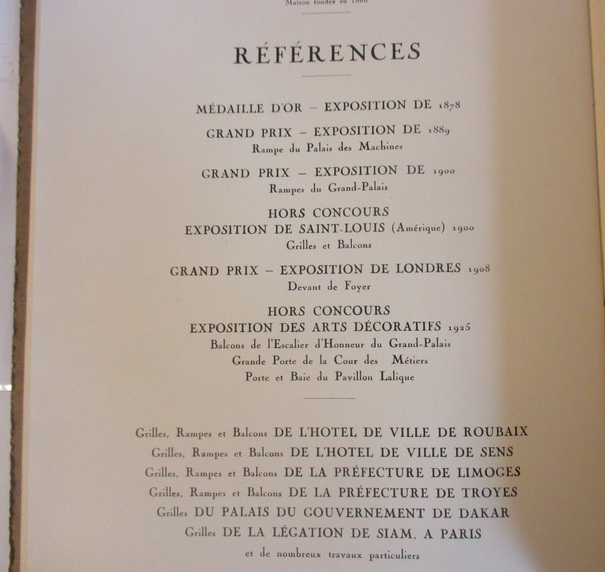 Maison fondée en 1860
RÉFÉRENCES
MÉDAILLE D'OR – EXPOSITION DE 1878
GRAND PRIX – EXPOSITION DE 1889
Rampe du Palais des Machines
GRAND PRIX – EXPOSITION DE 1900
Rampes du Grand-Palais
HORS CONCOURS
EXPOSITION DE SAINT-LOUIS (Amérique) 1900
Grilles et Balcons
GRAND PRIX – EXPOSITION DE LONDRES 1908
Devant de Foyer
HORS CONCOURS
EXPOSITION DES ARTS DÉCORATIFS 1925
Balcons de l'Escalier d'Honneur du Grand-Palais
Grande Porte de la Cour des Métiers
Porte et Baie du Pavillon Lalique
Grilles, Rampes et Balcons DE L'HOTEL DE VILLE DE ROUBAIX
Grilles, Rampes et Balcons DE L'HOTEL DE VILLE DE SENS
Grilles, Rampes et Balcons DE LA PRÉFECTURE DE LIMOGES
Grilles, Rampes et Balcons DE LA PRÉFECTURE DE TROYES
Grilles DU PALAIS DU GOUVERNEMENT DE DAKAR
Grilles DE LA LÉGATION DE SIAM, A PARIS
et de nombreux travaux particuliers